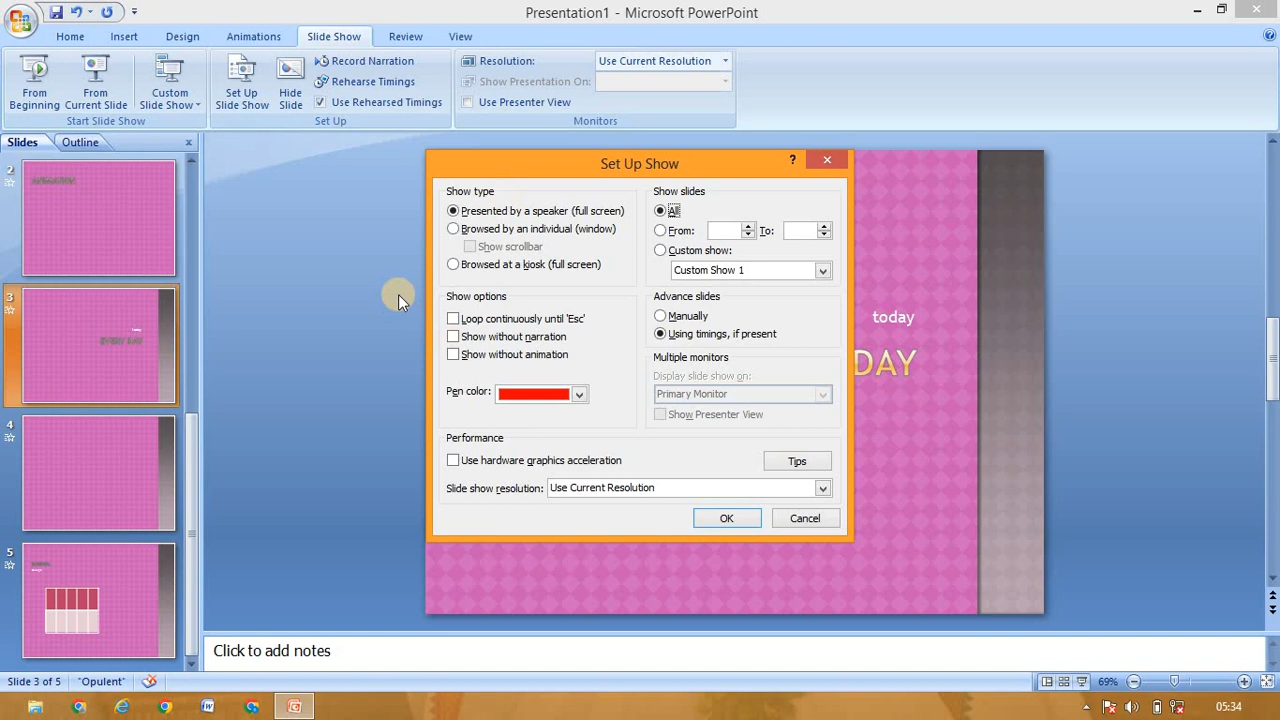 Presentation1 - Microsoft PowerPoint
Home Insert Design Animations Slide Show Review View
From Beginning
From Current Slide
Custom Slide Show
Start Slide Show
Set Up Slide Show
Hide Slide
Record Narration
Rehearse Timings
Use Rehearsed Timings
Set Up
Resolution: Use Current Resolution
Show Presentation On:
Use Presenter View
Monitors
Slides Outline
2
3
today
EVERY DAY
4
5
Set Up Show
?
Show type
Presented by a speaker (full screen)
Browsed by an individual (window)
Show scrollbar
Browsed at a kiosk (full screen)
Show slides
All
From: To:
Custom show:
Custom Show 1
Show options
Loop continuously until 'Esc'
Show without narration
Show without animation
Pen color:
Advance slides
Manually
Using timings, if present
Multiple monitors
Display slide show on:
Primary Monitor
Show Presenter View
Performance
Use hardware graphics acceleration
Tips
Slide show resolution: Use Current Resolution
OK Cancel
today
DAY
Click to add notes
Slide 3 of 5 "Opulent" 69%
05:34